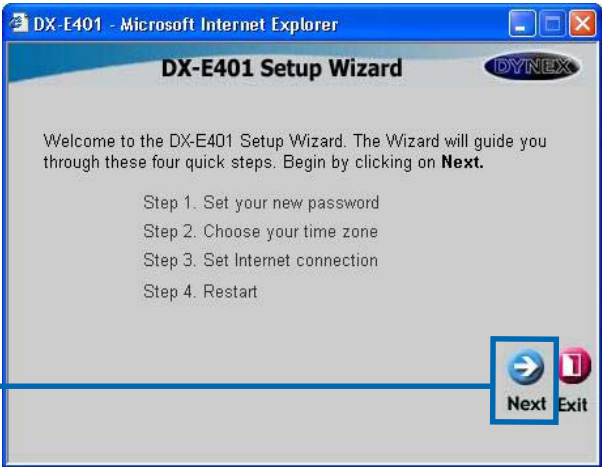 DX-E401 - Microsoft Internet Explorer
DX-E401 Setup Wizard
DYNEX
Welcome to the DX-E401 Setup Wizard. The Wizard will guide you
through these four quick steps. Begin by clicking on Next.
Step 1. Set your new password
Step 2. Choose your time zone
Step 3. Set Internet connection
Step 4. Restart
Next Exit